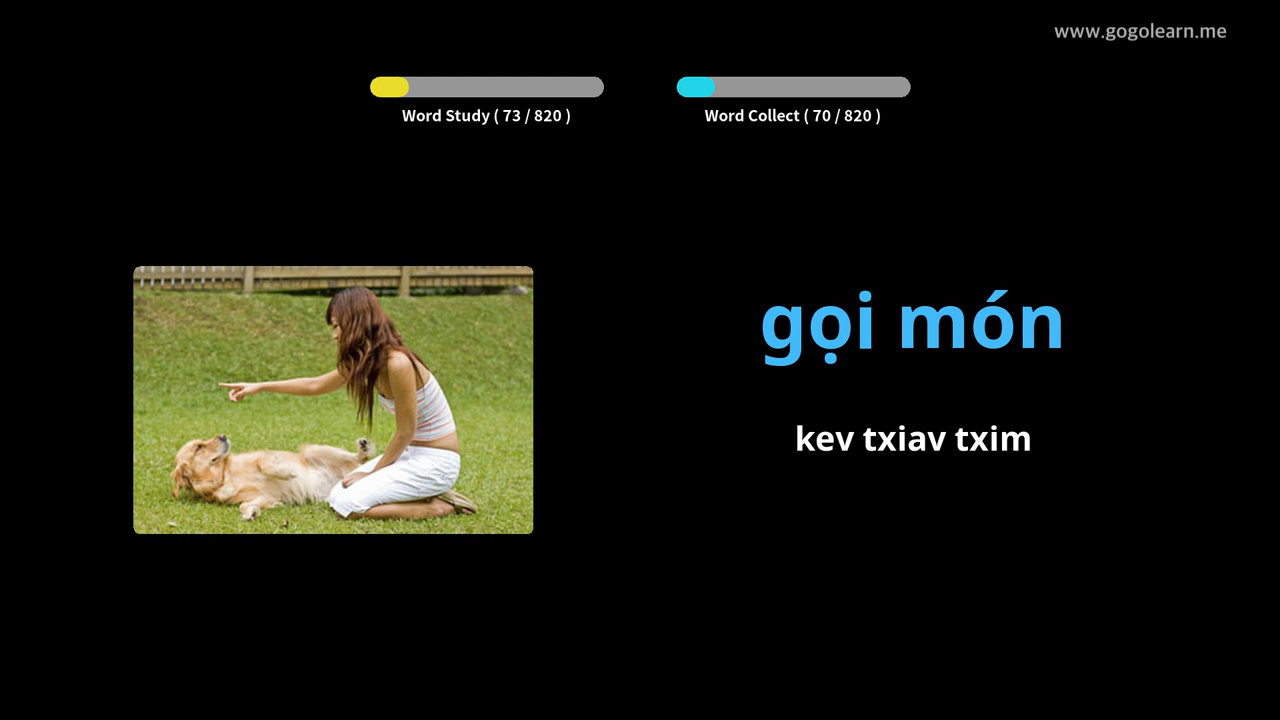 www.gogolearn.me
Word Study ( 73 / 820 )
Word Collect ( 70 / 820 )
gọi món
kev txiav txim